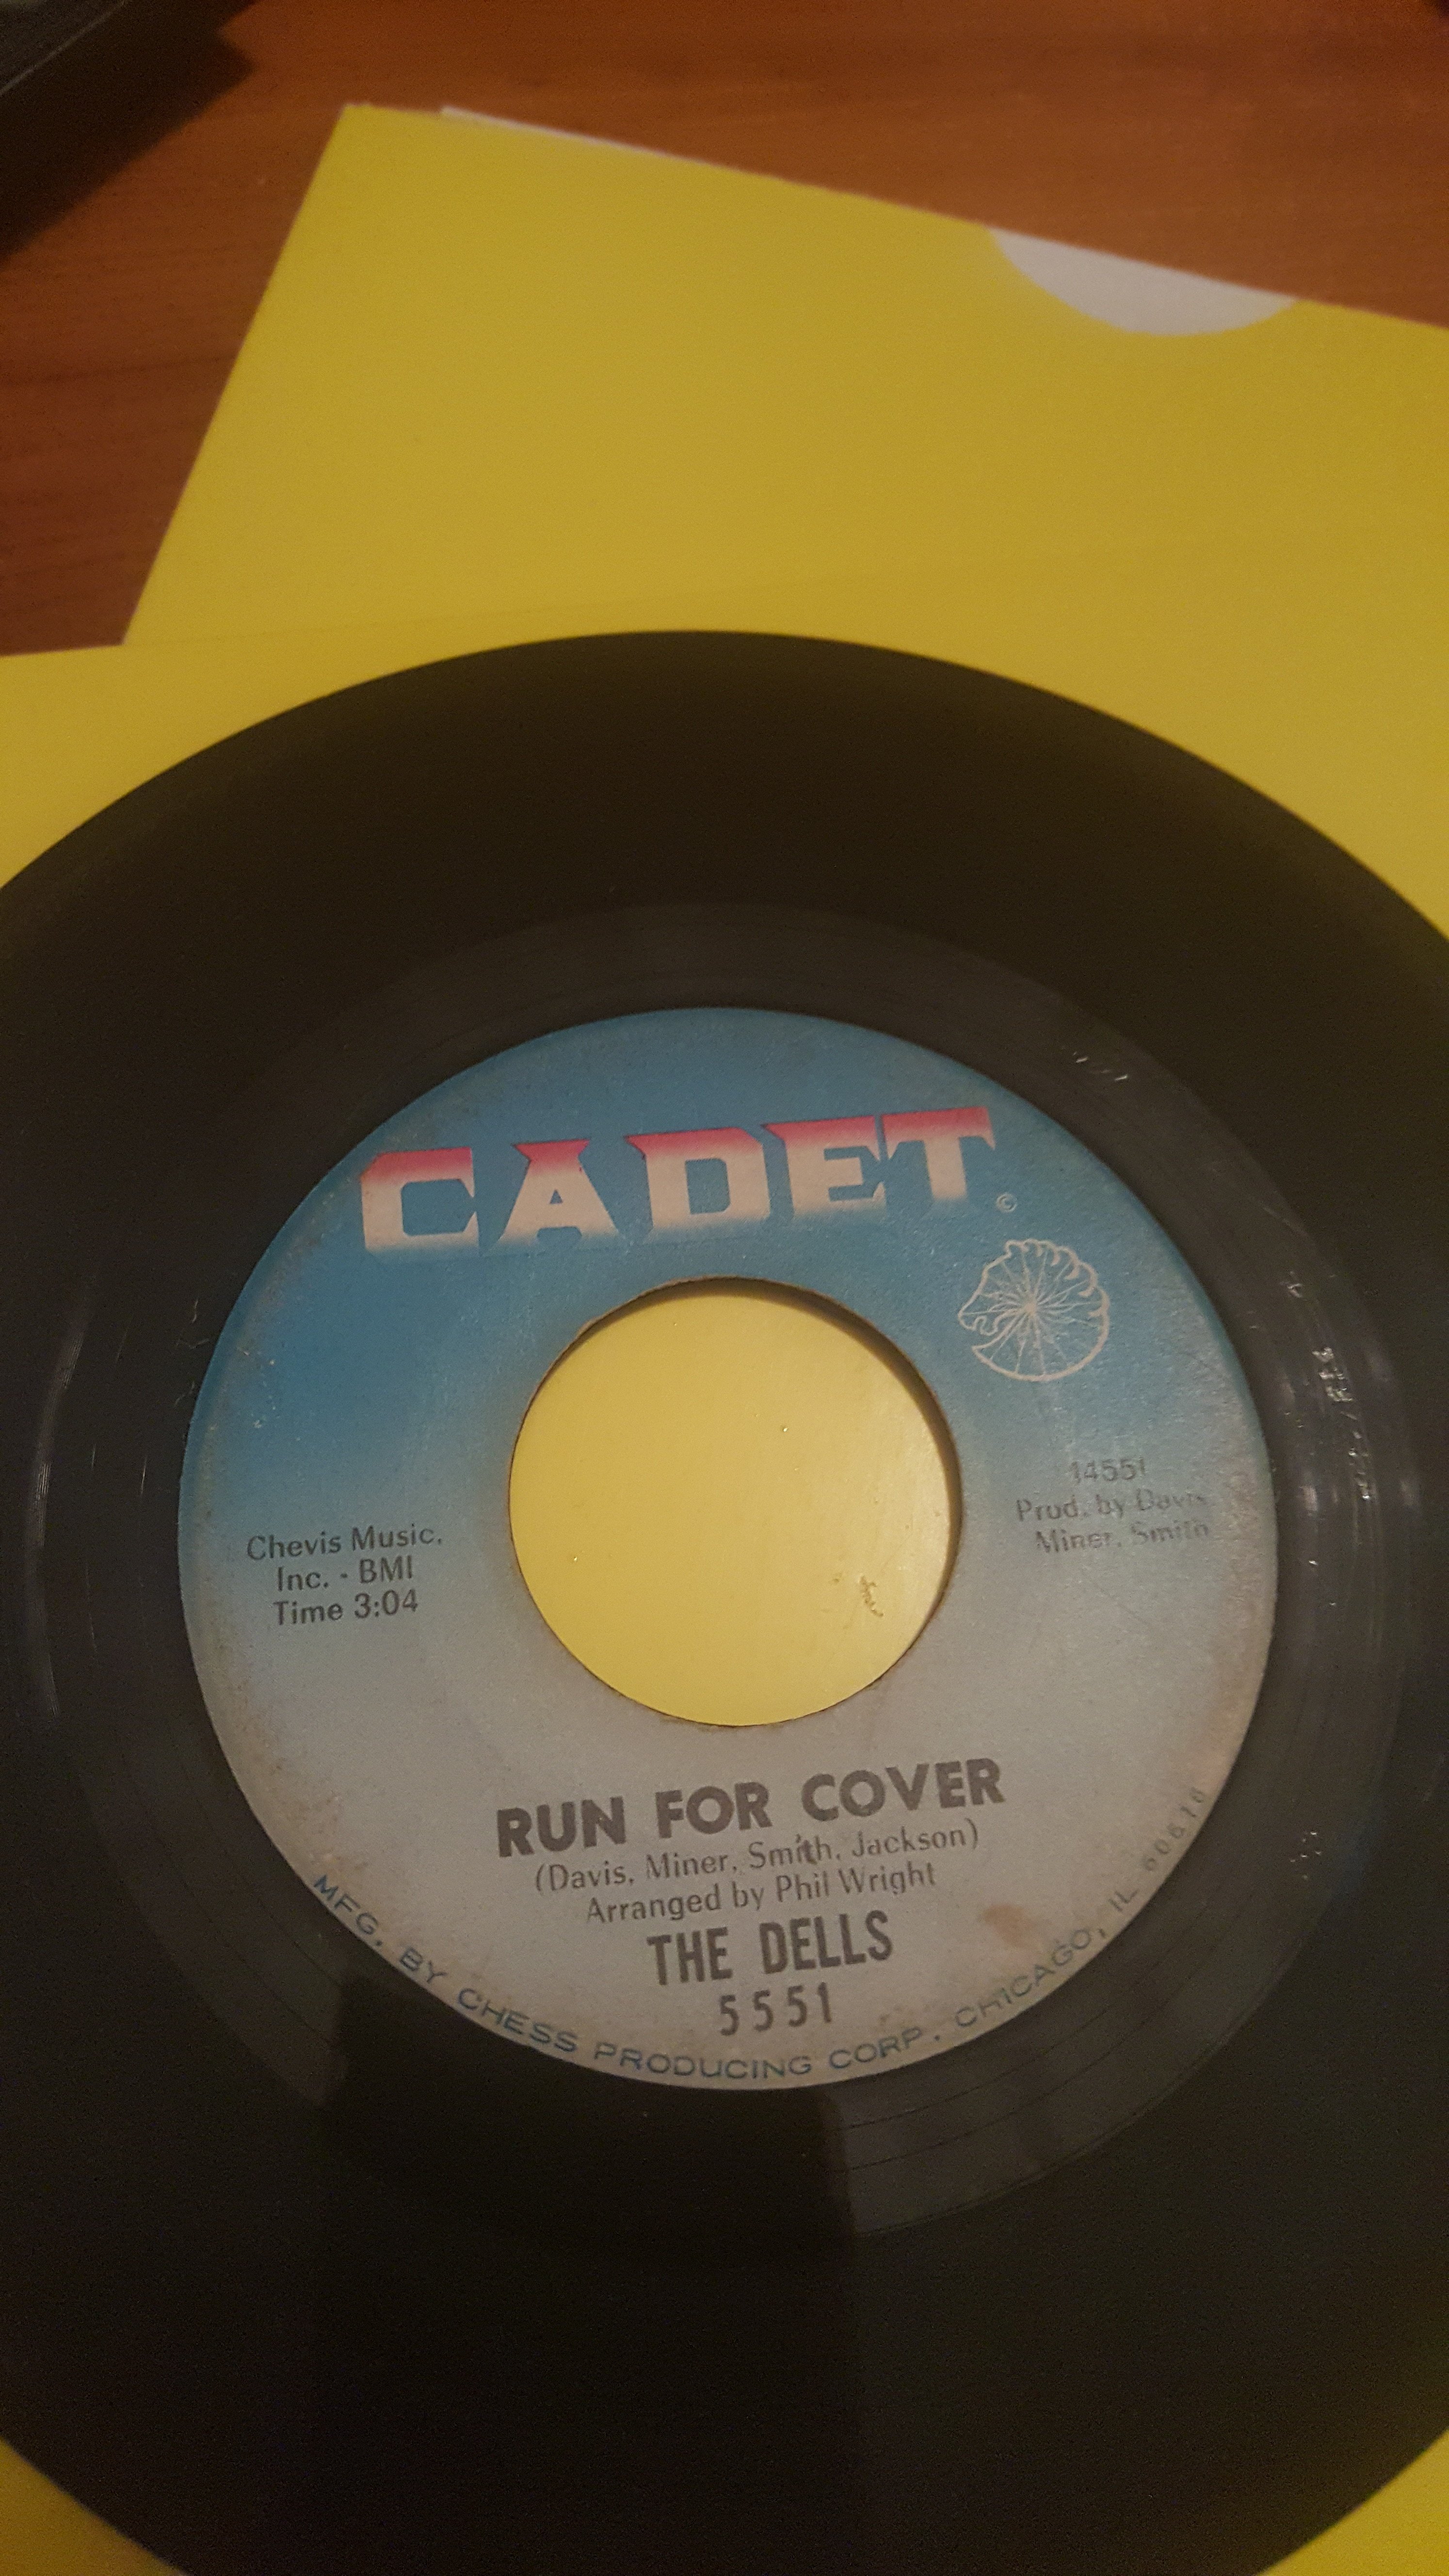 CADET
©
Chevis Music,
Inc. - BMI
Time 3:04
14551
Prod. by Davis
Miner, Smith
RUN FOR COVER
(Davis, Miner, Smith, Jackson)
Arranged by Phil Wright
THE DELLS
5551
MFG. BY CHESS PRODUCING CORP. CHICAGO, IL 60616